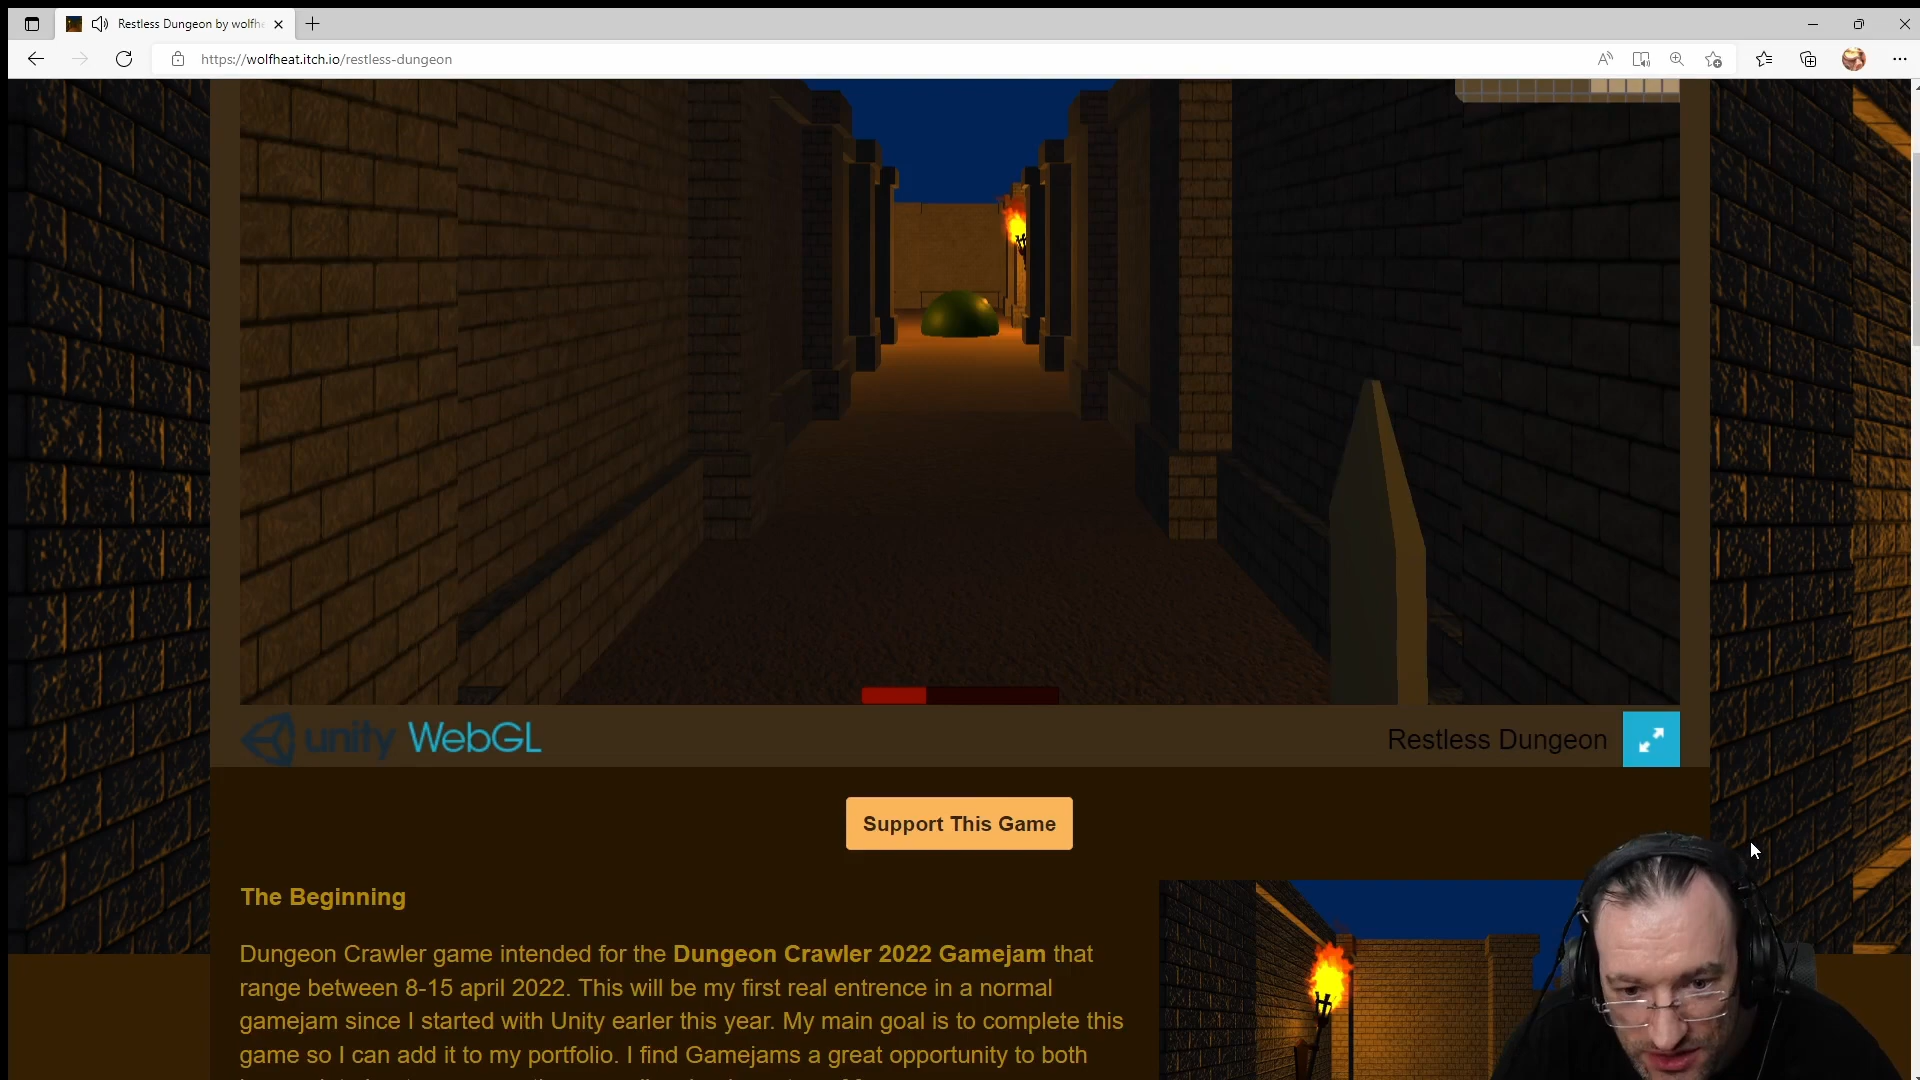 Restless Dungeon by wolfhe
https://wolfheat.itch.io/restless-dungeon
unity WebGL
Restless Dungeon
Support This Game
The Beginning
Dungeon Crawler game intended for the Dungeon Crawler 2022 Gamejam that
range between 8-15 april 2022. This will be my first real entrence in a normal
gamejam since I started with Unity earler this year. My main goal is to complete this
game so I can add it to my portfolio. I find Gamejams a great opportunity to both